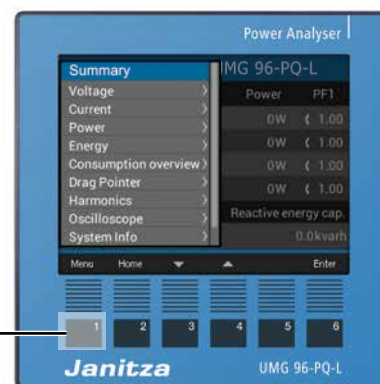 Power Analyser
Summary
MG 96-PQ-L
Voltage
Power PF1
Current
Power
0W 1.00
Energy
0W 1.00
Consumption overview
0W 1.00
Drag Pointer
0W 1.00
Harmonics
Reactive energy cap.
Oscilloscope
System Info
0.0kvarh
Menu Home Enter
1 2 3 4 5 6
Janitza UMG 96-PQ-L